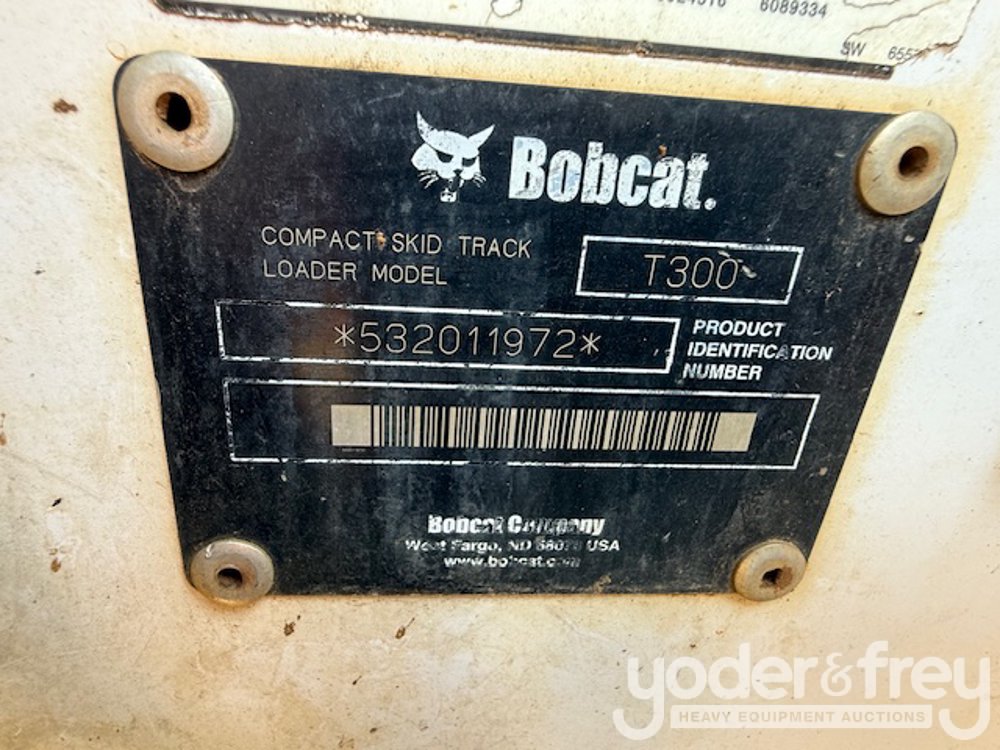 6089334
SW
Bobcat.
COMPACT SKID TRACK
LOADER MODEL
T300
*532011972*
PRODUCT
IDENTIFICATION
NUMBER
Bobcat Company
West Fargo, ND 58078 USA
www.bobcat.com
yoder&frey
HEAVY EQUIPMENT AUCTIONS